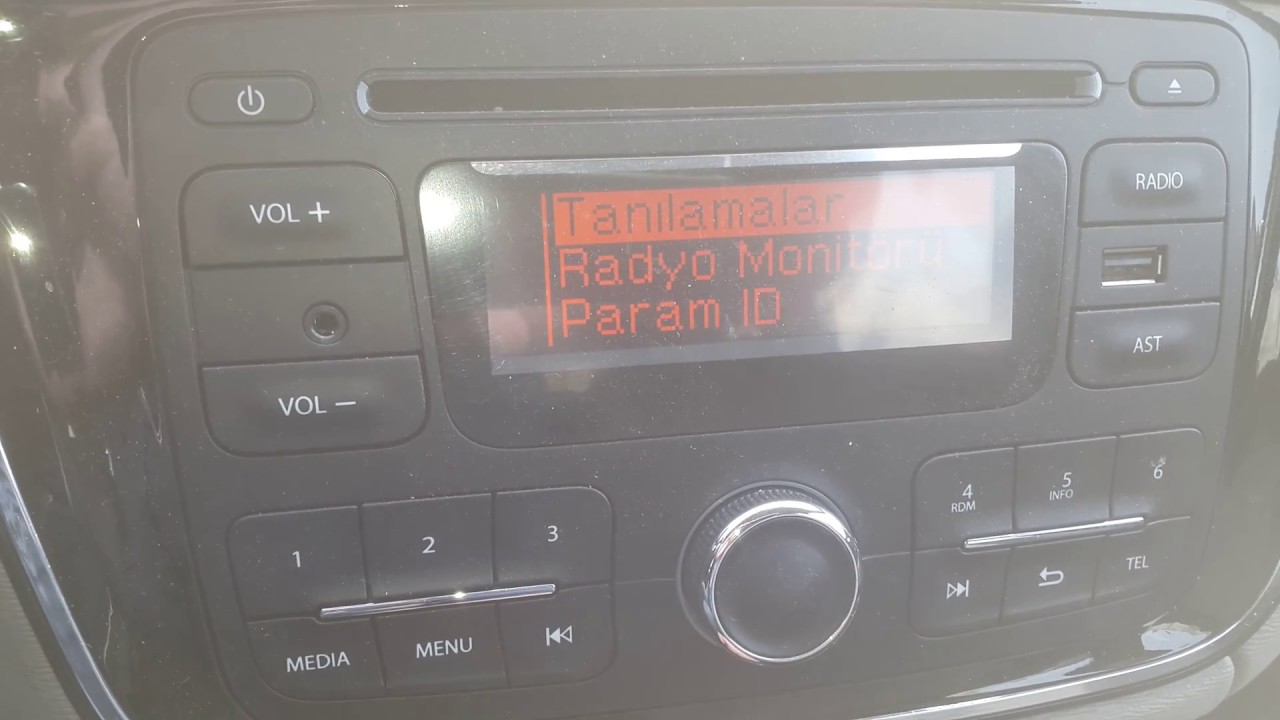 VOL +
VOL −
Tanılamalar
Radyo Monitörü
Param ID
RADIO
AST
1
2
3
MEDIA
MENU
4
RDM
5
INFO
6
TEL